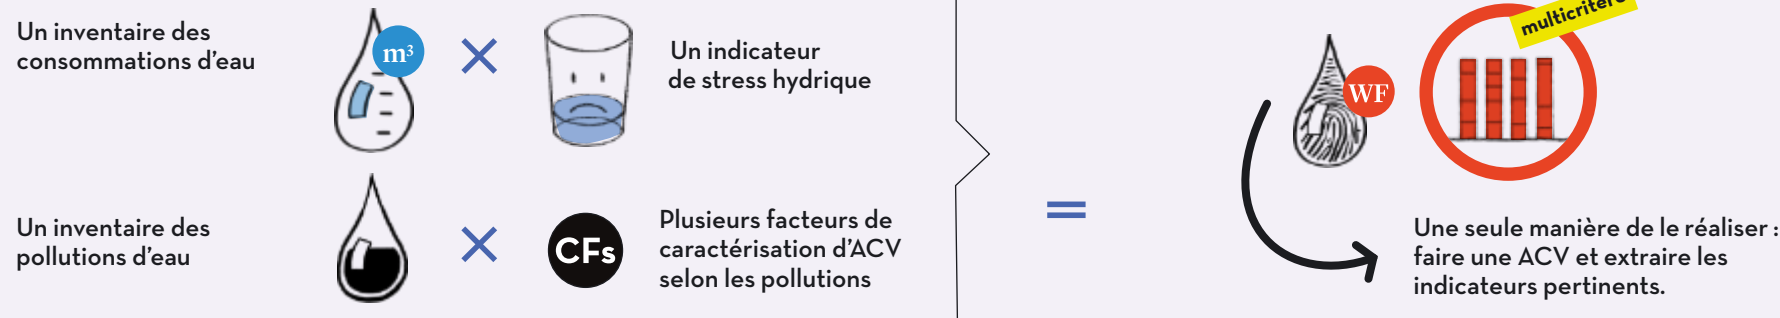 Un inventaire des
consommations d'eau
m³
Un indicateur
de stress hydrique
Un inventaire des
pollutions d'eau
CFs
Plusieurs facteurs de
caractérisation d'ACV
selon les pollutions
=
WF
multicritère
Une seule manière de le réaliser :
faire une ACV et extraire les
indicateurs pertinents.